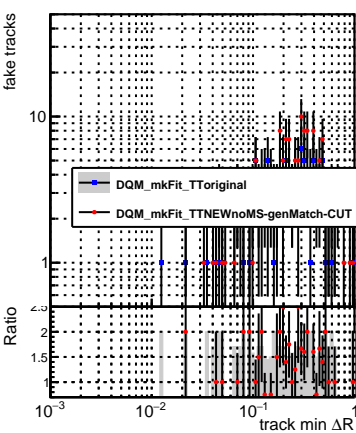 fake tracks
10
DQM_mkFit_TToriginal
DQM_mkFit_TTNEWnoMS-genMatch-CUT
1
Ratio
2.5
2
1.5
1
10⁻³
10⁻²
10⁻¹
1
track min ΔR